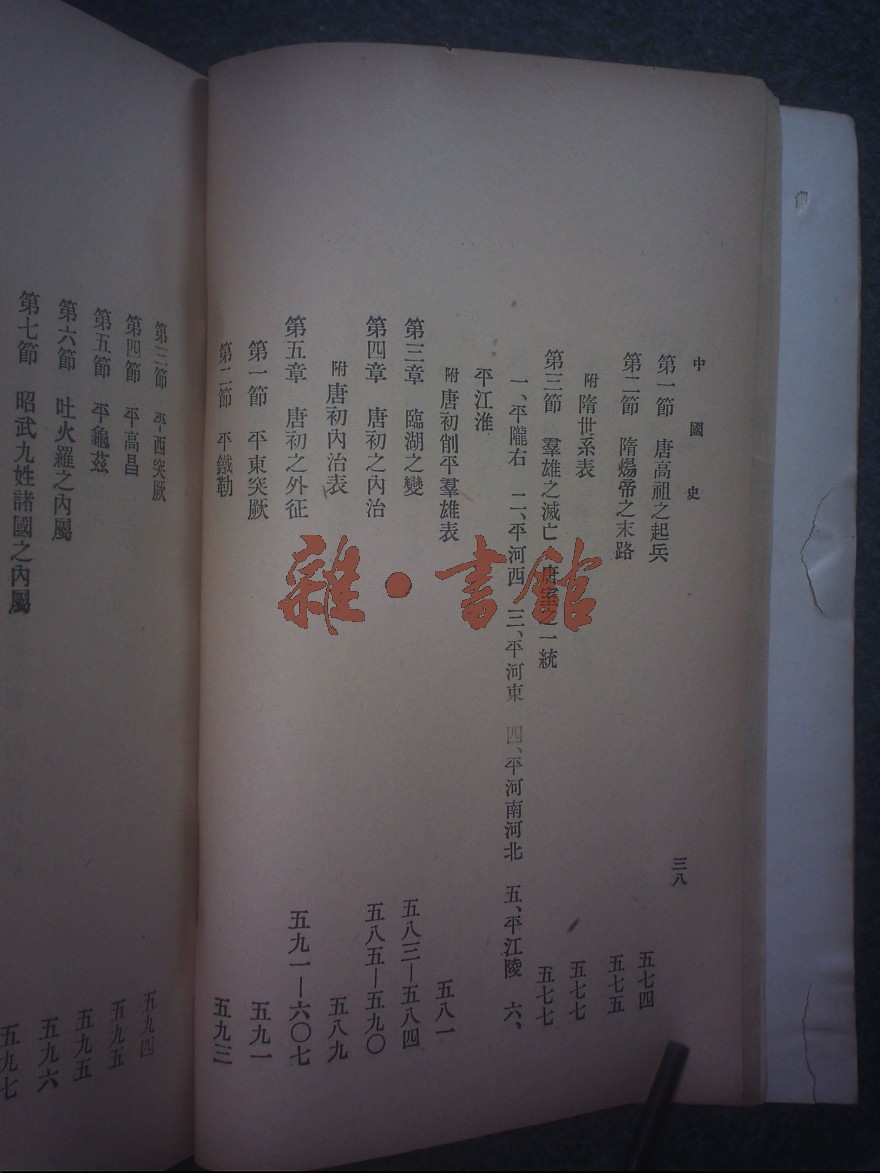 中國史
三八
第一節　唐高祖之起兵　五七四
第二節　隋煬帝之末路　五七五
附　隋世系表　五七七
第三節　羣雄之滅亡　唐室之一統　五七七
一、平隴右　二、平河西　三、平河東　四、平河南河北　五、平江陵　六、
平江淮
附　唐初削平羣雄表　五八一
第三章　臨湖之變　五八三—五八四
第四章　唐初之內治　五八五—五九〇
附　唐初內治表　五八九
第五章　唐初之外征　五九一—六〇七
第一節　平東突厥　五九一
第二節　平鐵勒　五九三
第三節　平西突厥　五九四
第四節　平高昌　五九五
第五節　平龜茲　五九五
第六節　吐火羅之內屬　五九六
第七節　昭武九姓諸國之內屬　五九七
雜·書館